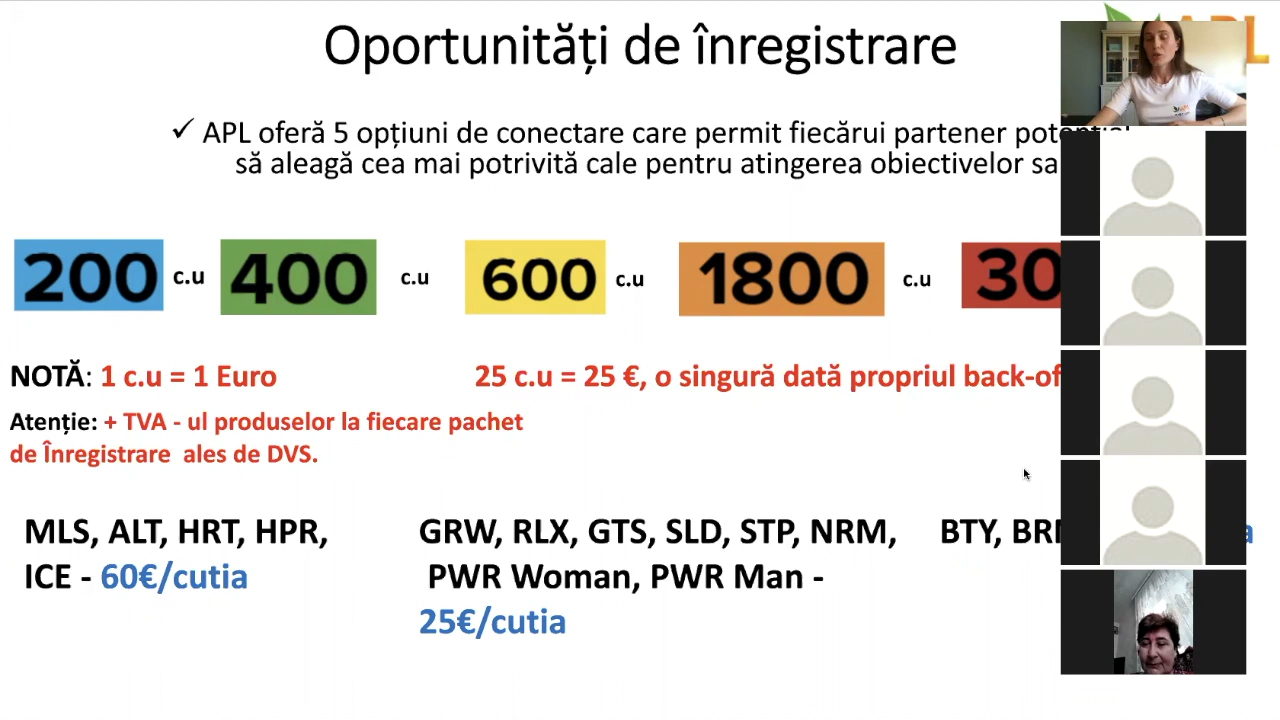 Oportunități de înregistrare
✓ APL oferă 5 opțiuni de conectare care permit fiecărui partener potențial
să aleagă cea mai potrivită cale pentru atingerea obiectivelor sa
200 c.u 400 c.u 600 c.u 1800 c.u 30
NOTĂ: 1 c.u = 1 Euro 25 c.u = 25 €, o singură dată propriul back-of
Atenție: + TVA - ul produselor la fiecare pachet
de Înregistrare ales de DVS.
MLS, ALT, HRT, HPR, GRW, RLX, GTS, SLD, STP, NRM, BTY,
ICE - 60€/cutia PWR Woman, PWR Man -
25€/cutia